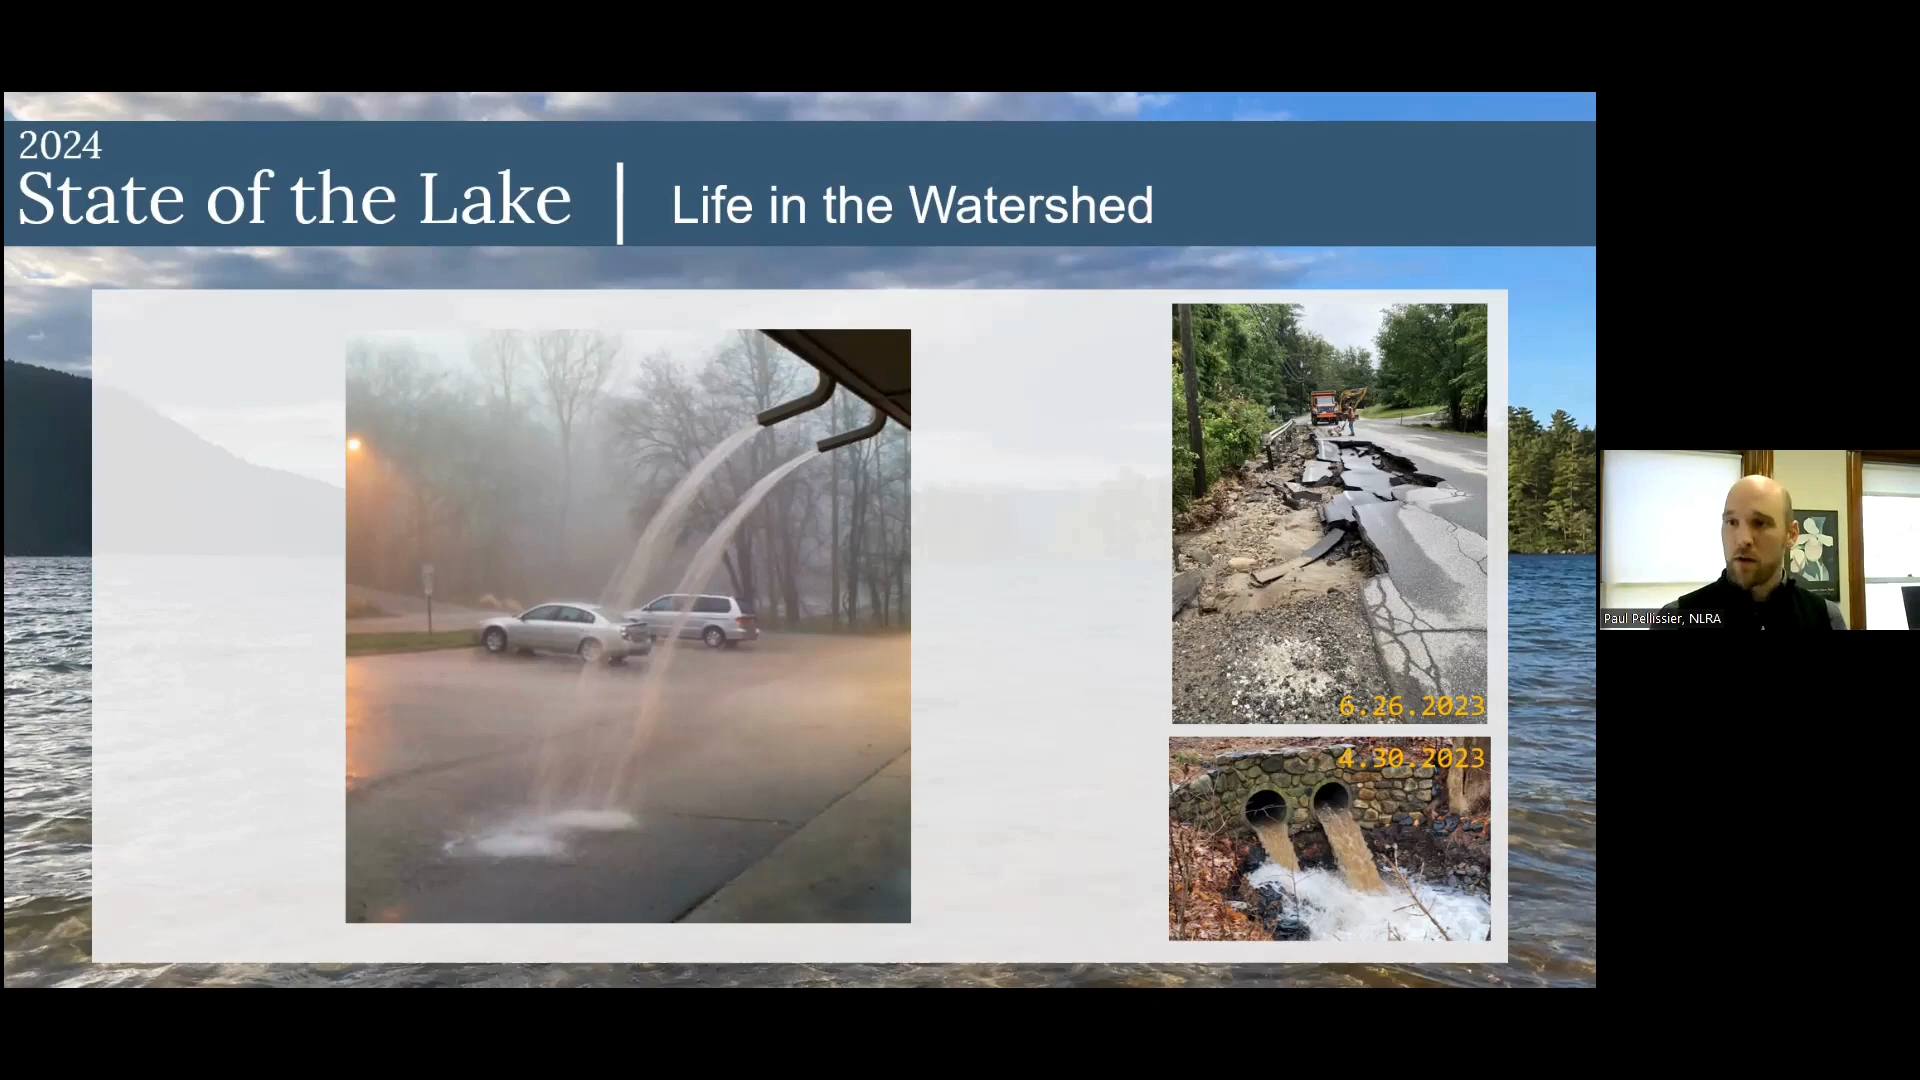 2024
State of the Lake | Life in the Watershed
6.26.2023
4.30.2023
Paul Pellissier, NLRA